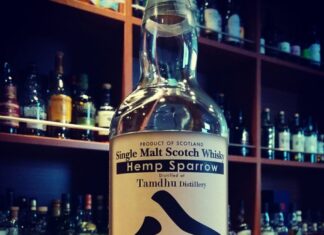 PRODUCT OF SCOTLAND
Single Malt Scotch Whisky
Hemp Sparrow
Distilled at
Tamdhu Distillery